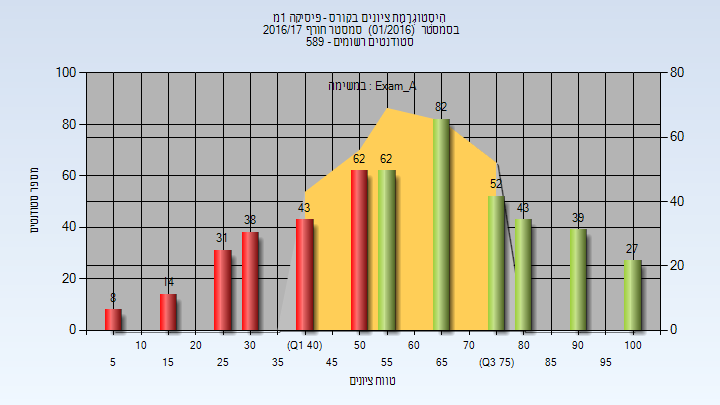 היסטוגרמת ציונים בקורס - פיסיקה 1מ
בסמסטר (01/2016) סמסטר חורף 2016/17
סטודנטים רשומים - 589
במשימה : Exam_A
מספר סטודנטים
100 80 60 40 20 0
80 60 40 20 0
8 14 31 38 43 62 62 82 52 43 39 27
10 20 30 (Q1 40) 50 60 70 80 90 100
5 15 25 35 45 55 65 (Q3 75) 85 95
טווח ציונים